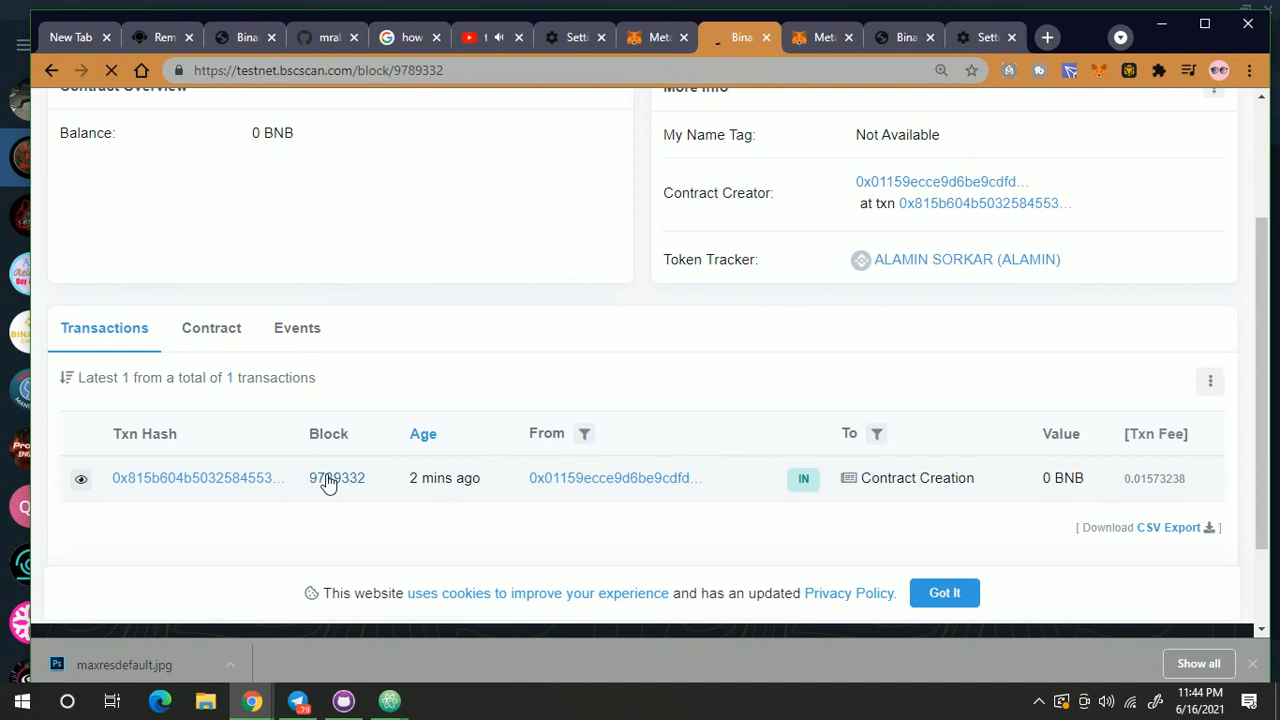 New Tab
Rem
Bina
mral
how
t
Setti
Meta
Bina
Meta
Bina
Setti
https://testnet.bscscan.com/block/9789332
Contract Overview
More Info
Balance: 0 BNB
My Name Tag: Not Available
Contract Creator: 0x01159ecce9d6be9cdfd...
at txn 0x815b604b5032584553...
Token Tracker: ALAMIN SORKAR (ALAMIN)
Transactions Contract Events
Latest 1 from a total of 1 transactions
Txn Hash Block Age From To Value [Txn Fee]
0x815b604b5032584553... 9789332 2 mins ago 0x01159ecce9d6be9cdfd... IN Contract Creation 0 BNB 0.01573238
[ Download CSV Export ]
This website uses cookies to improve your experience and has an updated Privacy Policy. Got It
Ps maxresdefault.jpg
Show all
11:44 PM
6/16/2021